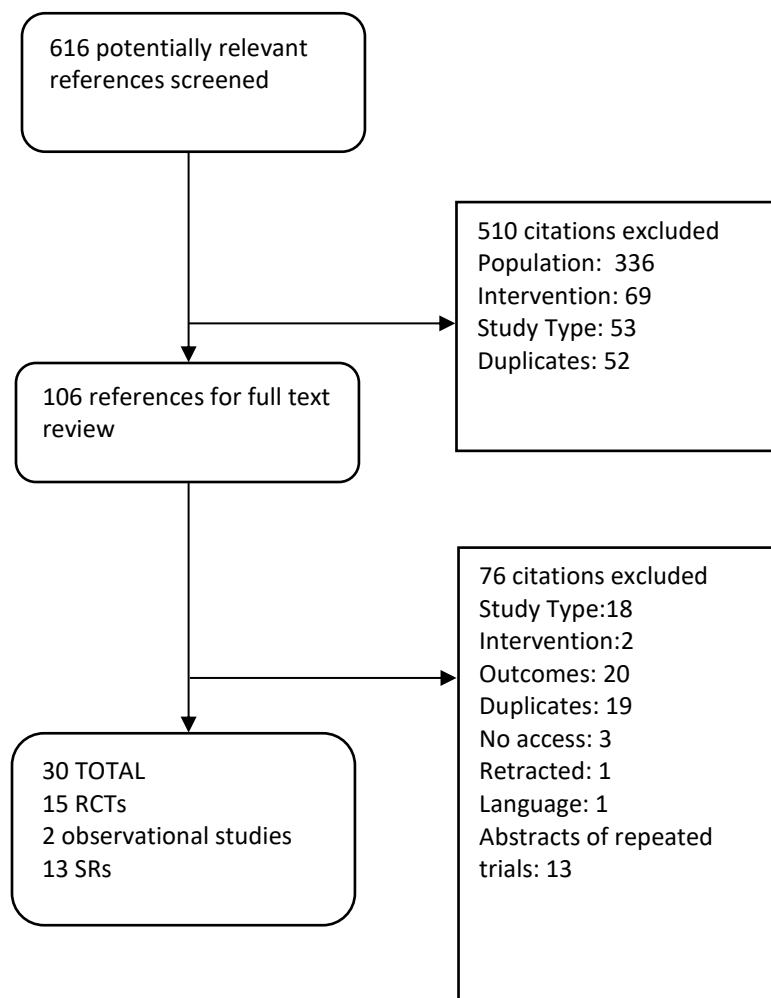 616 potentially relevant
references screened
510 citations excluded
Population:  336
Intervention: 69
Study Type: 53
Duplicates: 52
106 references for full text
review
76 citations excluded
Study Type:18
Intervention:2
Outcomes: 20
Duplicates: 19
No access: 3
Retracted: 1
Language: 1
Abstracts of repeated
trials: 13
30 TOTAL
15 RCTs
2 observational studies
13 SRs